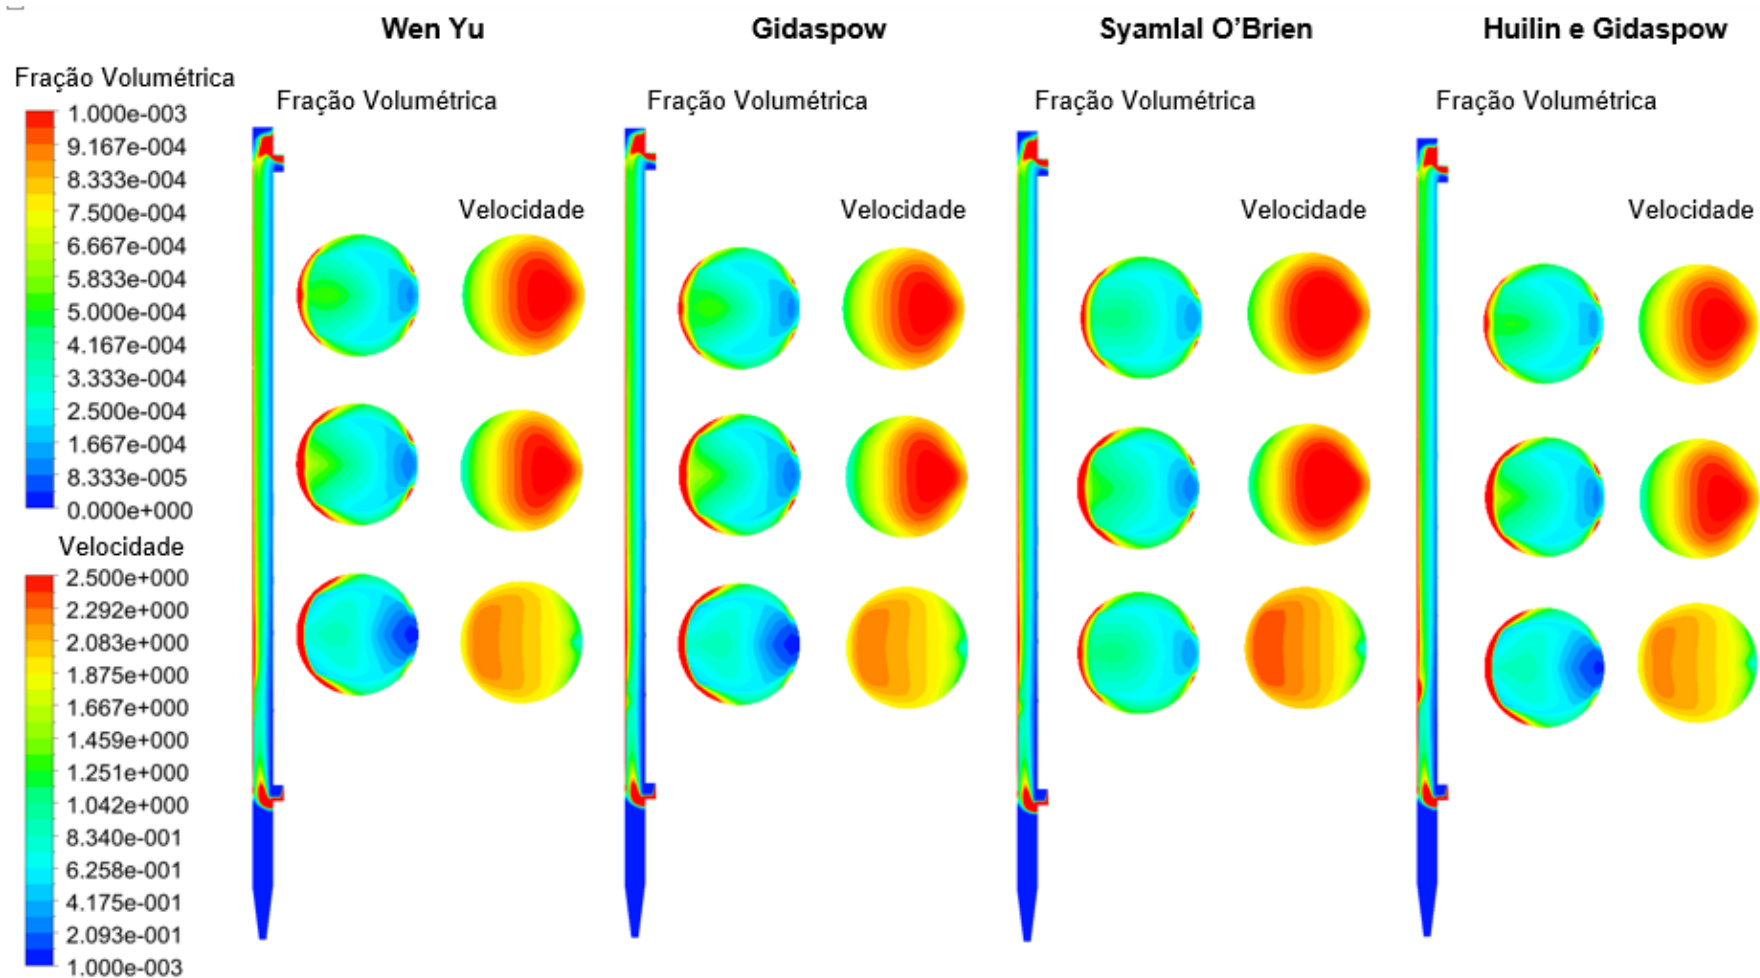 Wen Yu
Gidaspow
Syamlal O'Brien
Huilin e Gidaspow
Fração Volumétrica
1.000e-003
9.167e-004
8.333e-004
7.500e-004
6.667e-004
5.833e-004
5.000e-004
4.167e-004
3.333e-004
2.500e-004
1.667e-004
8.333e-005
0.000e+000
Velocidade
2.500e+000
2.292e+000
2.083e+000
1.875e+000
1.667e+000
1.459e+000
1.251e+000
1.042e+000
8.340e-001
6.258e-001
4.175e-001
2.093e-001
1.000e-003
Fração Volumétrica
Velocidade
Fração Volumétrica
Velocidade
Fração Volumétrica
Velocidade
Fração Volumétrica
Velocidade